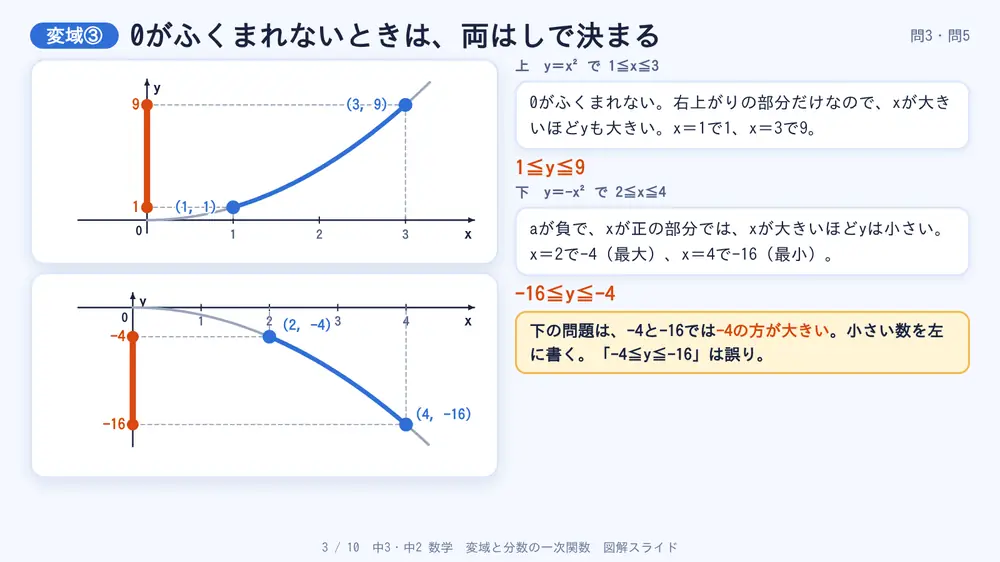 変域③ 0がふくまれないときは、両はしで決まる
問3・問5
y
9
(3, 9)
1
(1, 1)
0
1
2
3
x
y
0
1
2
3
4
x
(2, -4)
-4
(4, -16)
-16
上 y=x² で 1≦x≦3
0がふくまれない。右上がりの部分だけなので、xが大き
いほどyも大きい。x=1で1、x=3で9。
1≦y≦9
下 y=-x² で 2≦x≦4
aが負で、xが正の部分では、xが大きいほどyは小さい。
x=2で-4（最大）、x=4で-16（最小）。
-16≦y≦-4
下の問題は、-4と-16では-4の方が大きい。小さい数を左
に書く。「-4≦y≦-16」は誤り。
3 / 10 中3・中2 数学 変域と分数の一次関数 図解スライド